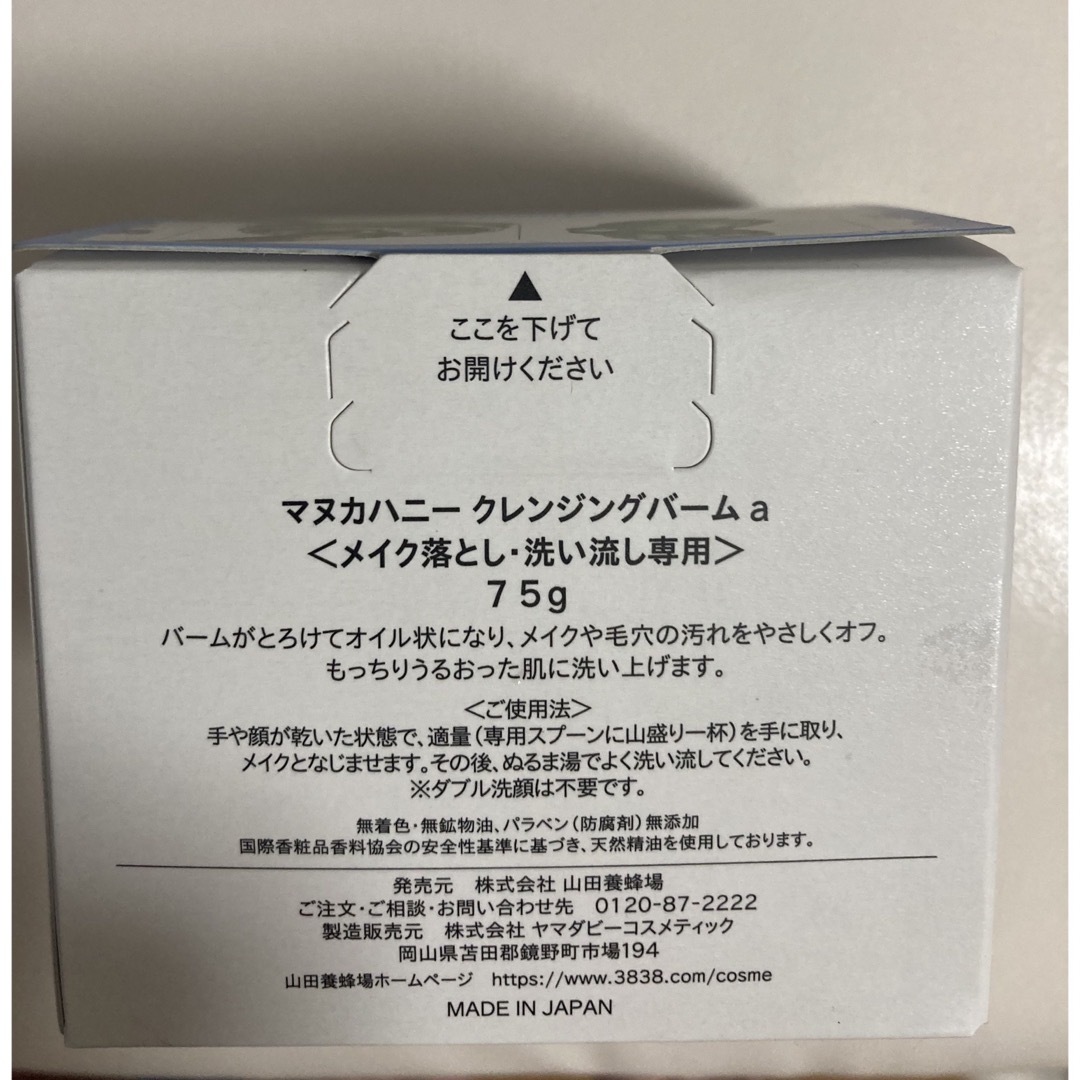 ▲
ここを下げて
お開けください
マヌカハニー クレンジングバーム a
＜メイク落とし・洗い流し専用＞
７５g
バームがとろけてオイル状になり、メイクや毛穴の汚れをやさしくオフ。
もっちりうるおった肌に洗い上げます。
＜ご使用法＞
手や顔が乾いた状態で、適量（専用スプーンに山盛り一杯）を手に取り、
メイクとなじませます。その後、ぬるま湯でよく洗い流してください。
※ダブル洗顔は不要です。
無着色・無鉱物油、パラベン（防腐剤）無添加
国際香粧品香料協会の安全性基準に基づき、天然精油を使用しております。
発売元　株式会社 山田養蜂場
ご注文・ご相談・お問い合わせ先　0120-87-2222
製造販売元　株式会社 ヤマダビーコスメティック
岡山県苫田郡鏡野町市場194
山田養蜂場ホームページ　https://www.3838.com/cosme
MADE IN JAPAN